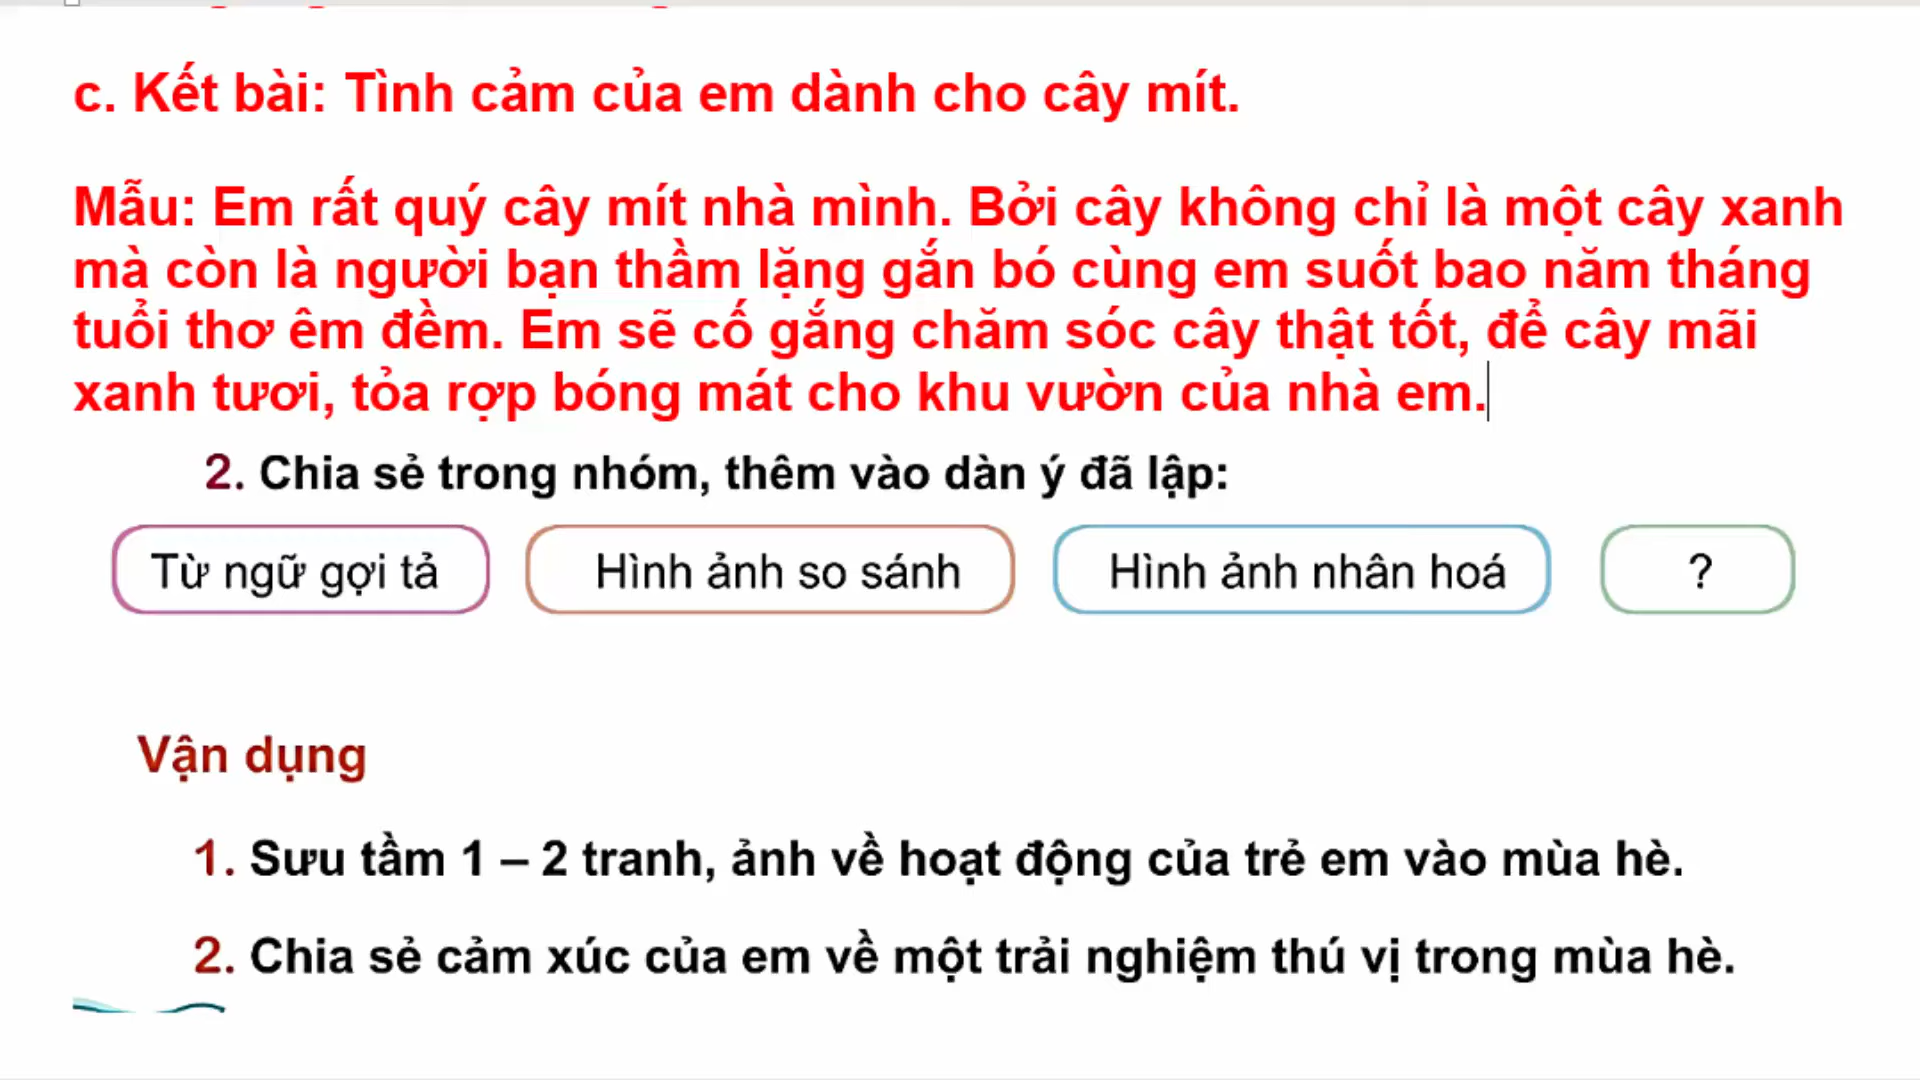 c. Kết bài: Tình cảm của em dành cho cây mít.
Mẫu: Em rất quý cây mít nhà mình. Bởi cây không chỉ là một cây xanh
mà còn là người bạn thầm lặng gắn bó cùng em suốt bao năm tháng
tuổi thơ êm đềm. Em sẽ cố gắng chăm sóc cây thật tốt, để cây mãi
xanh tươi, tỏa rợp bóng mát cho khu vườn của nhà em.
2. Chia sẻ trong nhóm, thêm vào dàn ý đã lập:
Từ ngữ gợi tả Hình ảnh so sánh Hình ảnh nhân hoá ?
Vận dụng
1. Sưu tầm 1 – 2 tranh, ảnh về hoạt động của trẻ em vào mùa hè.
2. Chia sẻ cảm xúc của em về một trải nghiệm thú vị trong mùa hè.